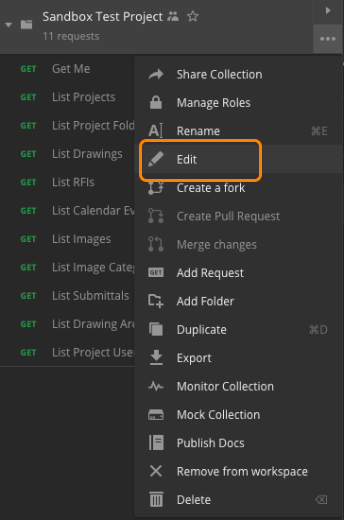 Sandbox Test Project
11 requests
GET Get Me
GET List Projects
GET List Project Fold
GET List Drawings
GET List RFIs
GET List Calendar Ev
GET List Images
GET List Image Categ
GET List Submittals
GET List Drawing Are
GET List Project User
Share Collection
Manage Roles
Rename ⌘E
Edit
Create a fork
Create Pull Request
Merge changes
GET Add Request
Add Folder
Duplicate ⌘D
Export
Monitor Collection
Mock Collection
Publish Docs
Remove from workspace
Delete ⌫